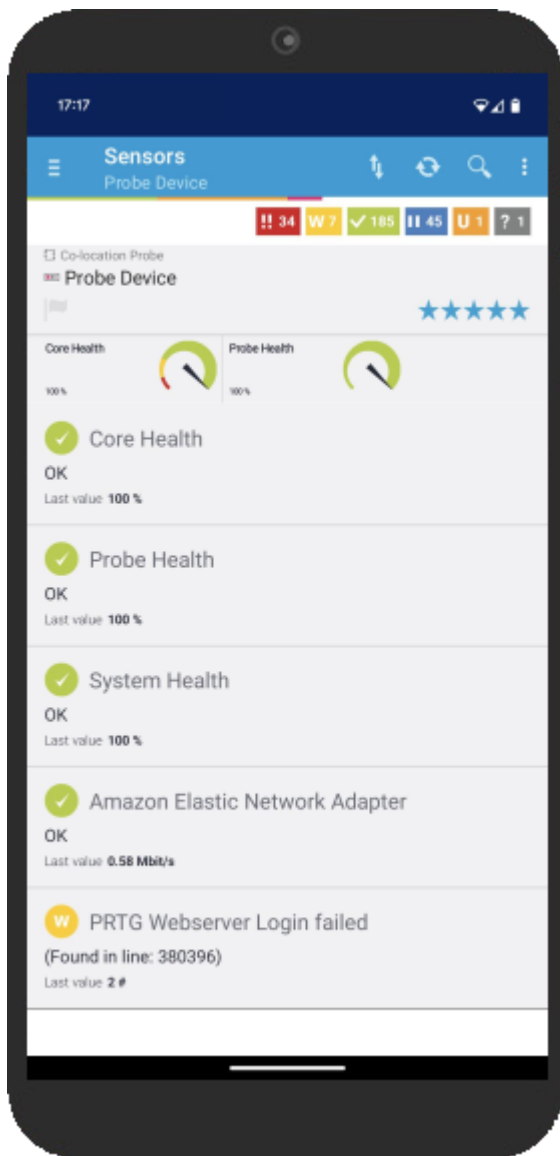 17:17
Sensors
Probe Device
!! 34 W 7 185 45 U 1 ? 1
Co-location Probe
Probe Device
Core Health Probe Health
100 % 100 %
Core Health
OK
Last value 100 %
Probe Health
OK
Last value 100 %
System Health
OK
Last value 100 %
Amazon Elastic Network Adapter
OK
Last value 0.58 Mbit/s
W PRTG Webserver Login failed
(Found in line: 380396)
Last value 2 #